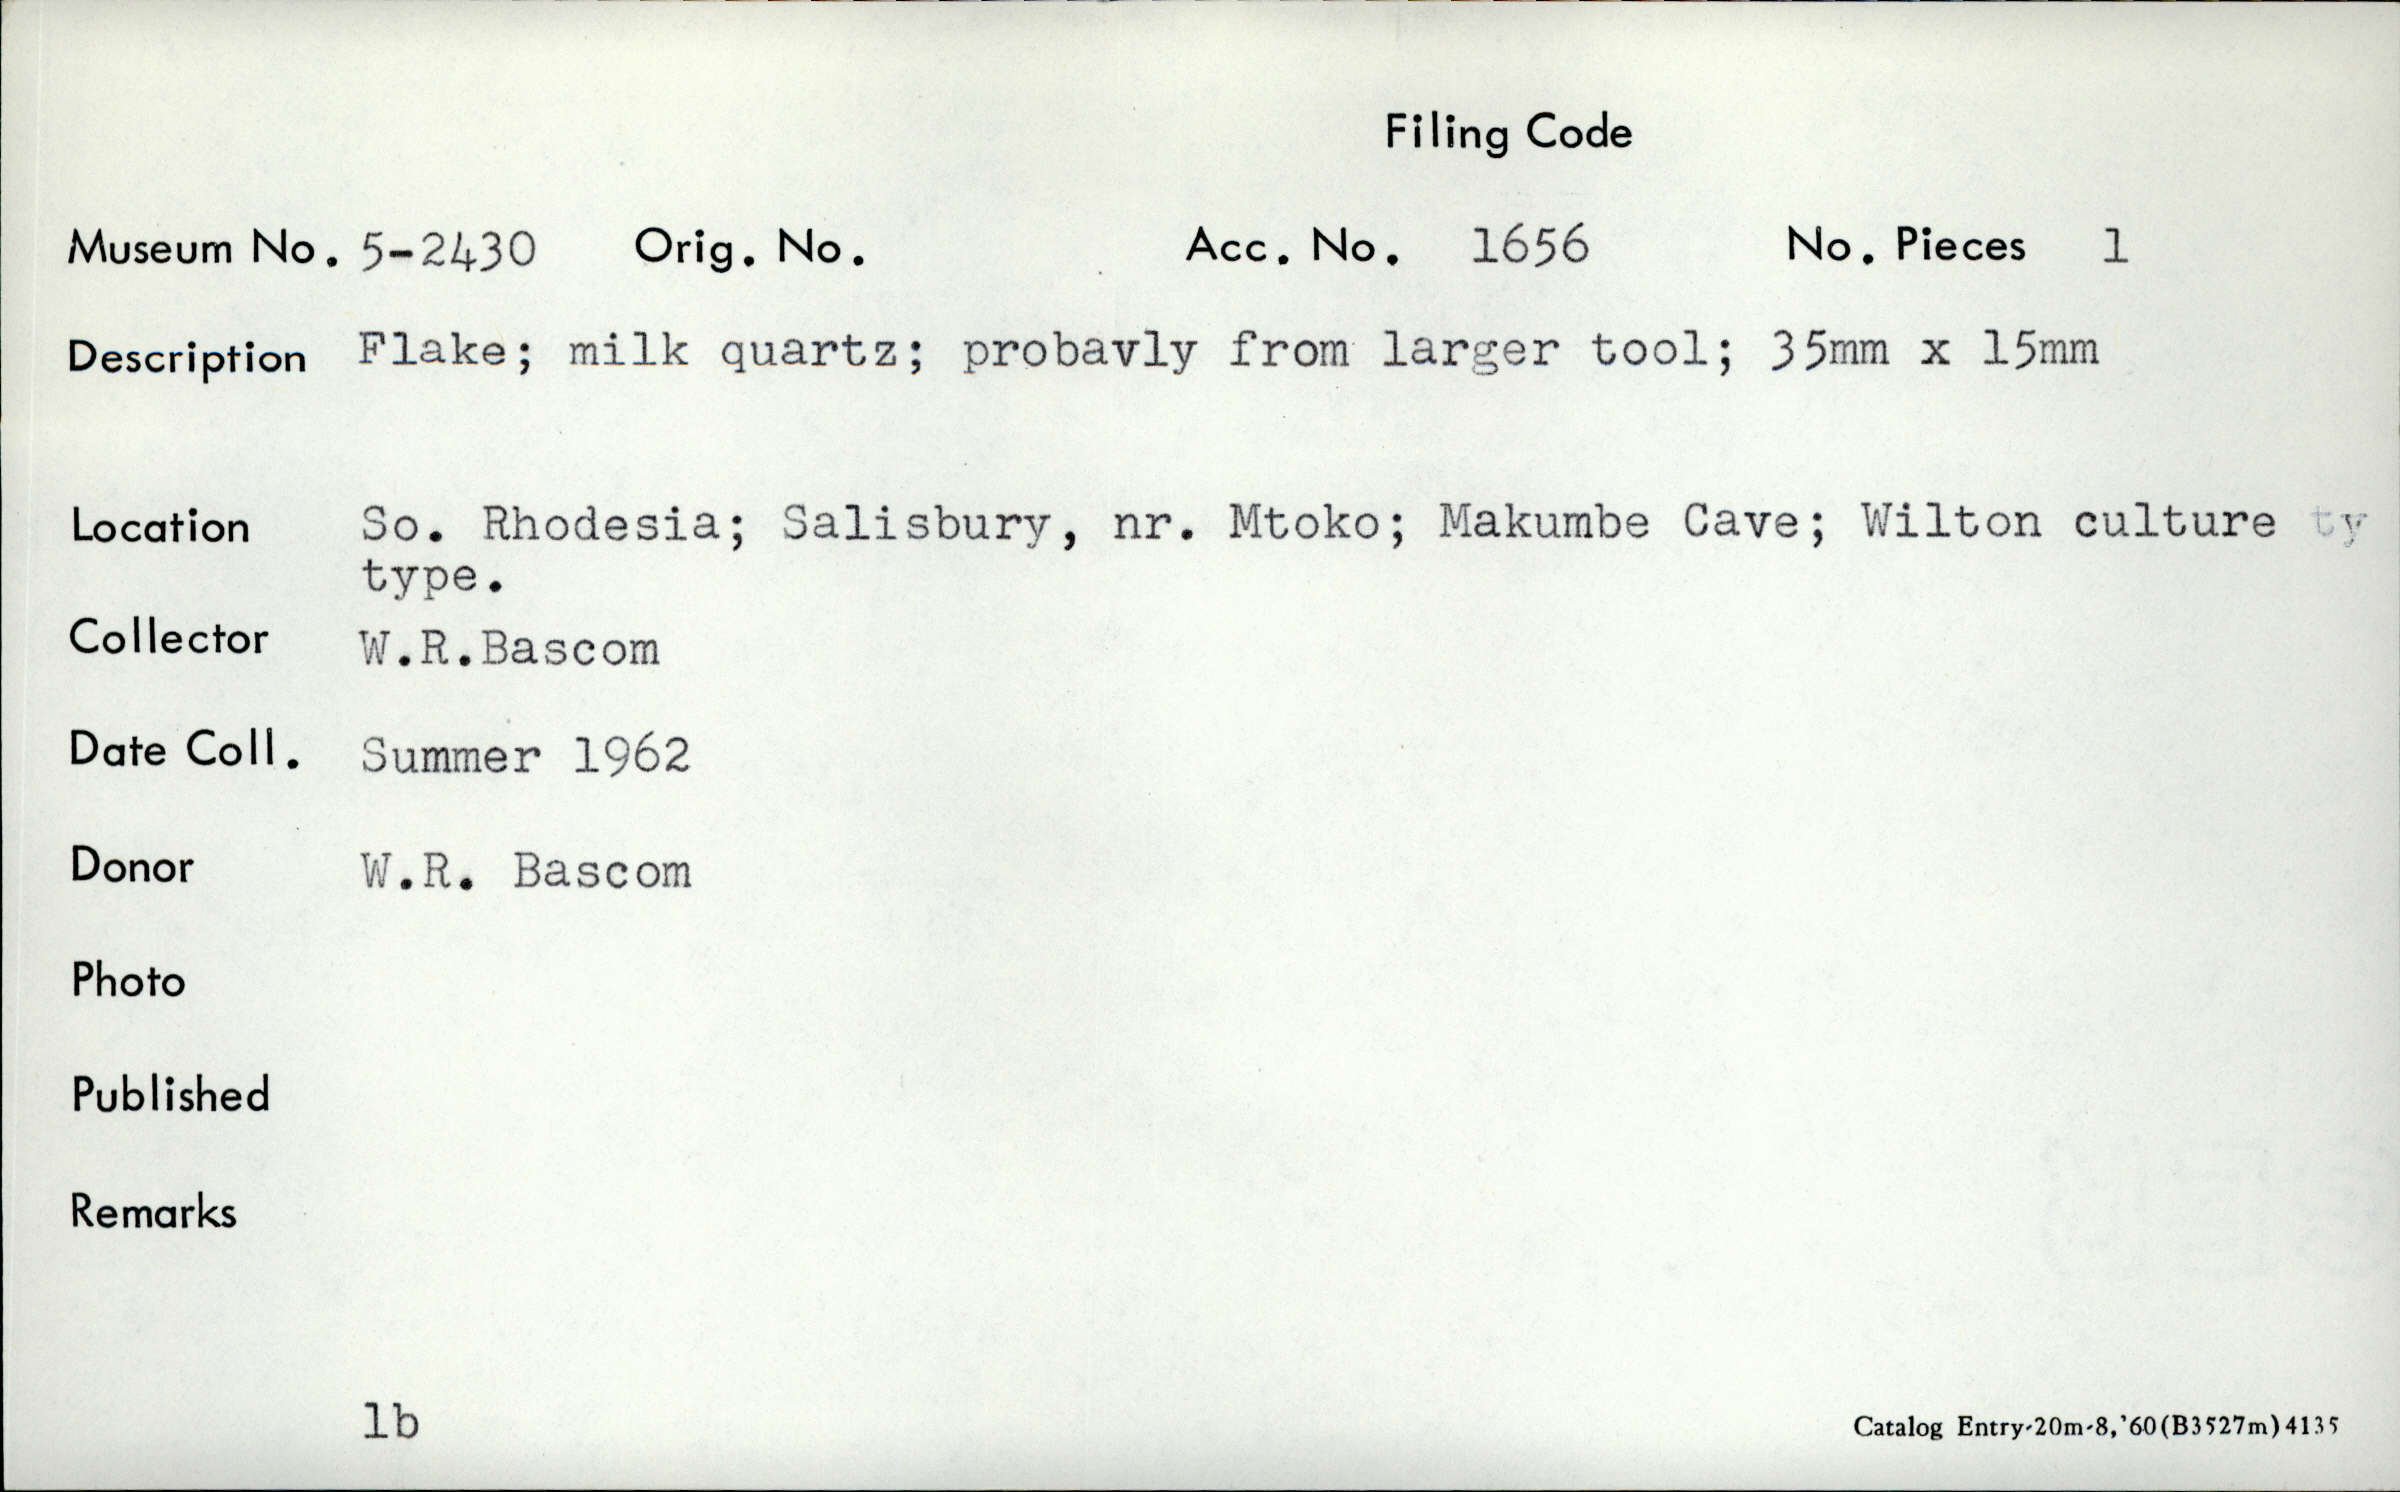 Filing Code
Museum No. 5-2430 Orig. No. Acc. No. 1656 No. Pieces 1
Description Flake; milk quartz; probavly from larger tool; 35mm x 15mm
Location So. Rhodesia; Salisbury, nr. Mtoko; Makumbe Cave; Wilton culture ty
type.
Collector W.R.Bascom
Date Coll. Summer 1962
Donor W.R. Bascom
Photo
Published
Remarks
lb
Catalog Entry-20m-8,'60(B3527m)4135